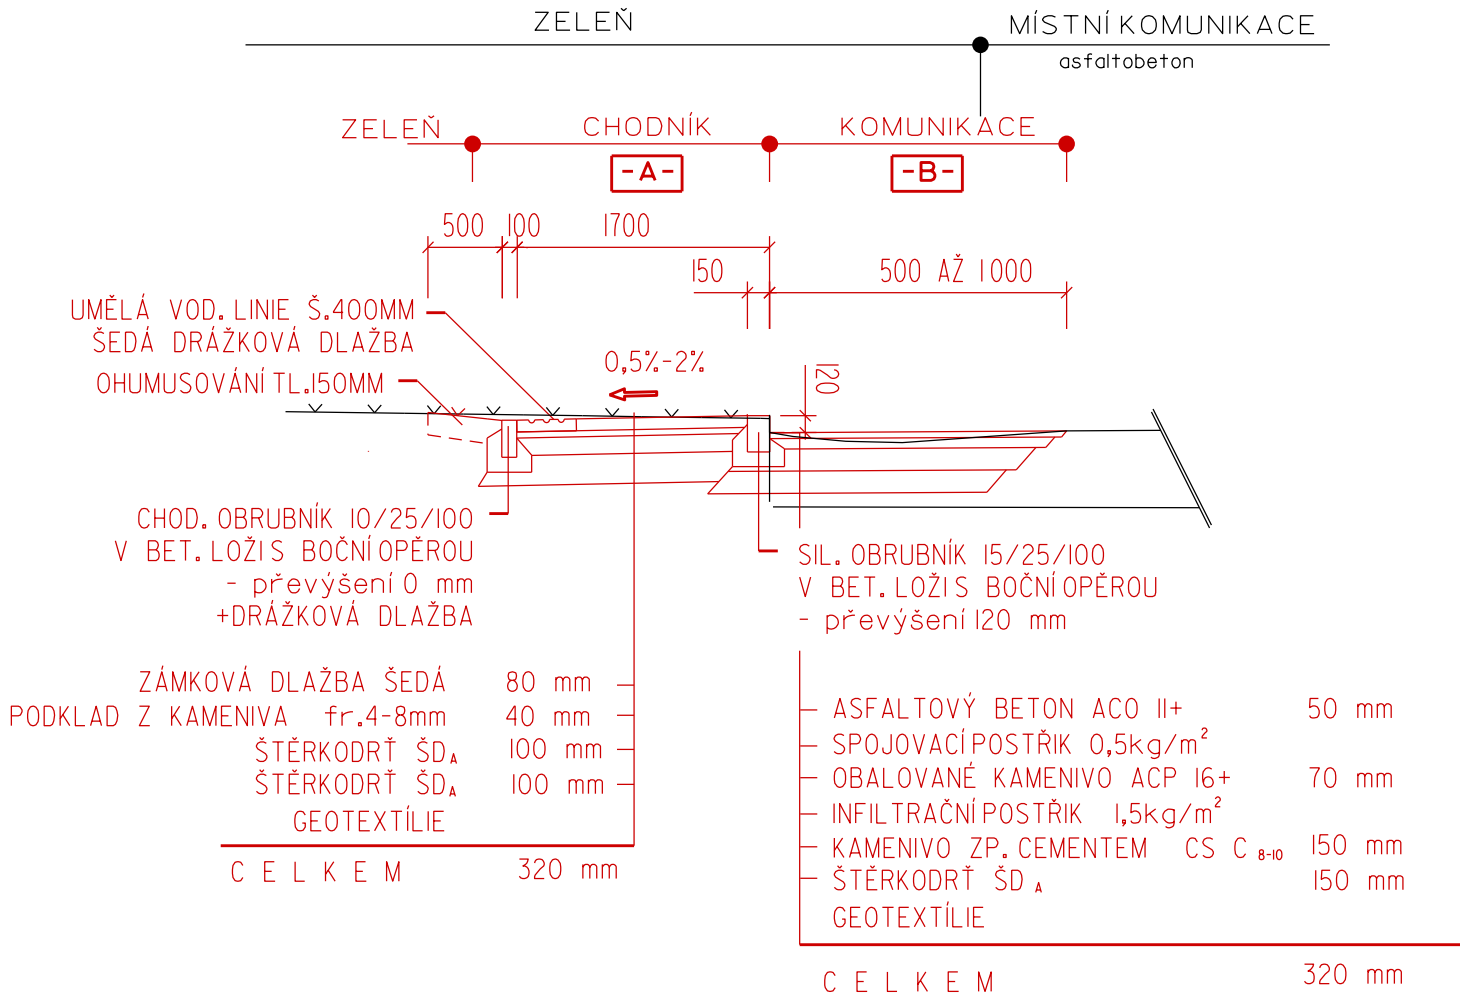 ZELEŇ
MÍSTNÍ KOMUNIKACE
asfaltobeton
ZELEŇ
CHODNÍK
KOMUNIKACE
-A-
-B-
500
100
1700
150
500 AŽ 1000
UMĚLÁ VOD. LINIE Š.400MM
ŠEDÁ DRÁŽKOVÁ DLAŽBA
OHUMUSOVÁNÍ TL.150MM
0,5%-2%
120
CHOD. OBRUBNÍK 10/25/100
V BET. LOŽI S BOČNÍ OPĚROU
- převýšení 0 mm
+DRÁŽKOVÁ DLAŽBA
SIL. OBRUBNÍK 15/25/100
V BET. LOŽI S BOČNÍ OPĚROU
- převýšení 120 mm
ZÁMKOVÁ DLAŽBA ŠEDÁ 80 mm
PODKLAD Z KAMENIVA fr.4-8mm 40 mm
ŠTĚRKODRŤ ŠDA 100 mm
ŠTĚRKODRŤ ŠDA 100 mm
GEOTEXTÍLIE
CELKEM 320 mm
ASFALTOVÝ BETON ACO 11+ 50 mm
SPOJOVACÍ POSTŘIK 0,5kg/m²
OBALOVANÉ KAMENIVO ACP 16+ 70 mm
INFILTRAČNÍ POSTŘIK 1,5kg/m²
KAMENIVO ZP. CEMENTEM CS C 8-10 150 mm
ŠTĚRKODRŤ ŠD A 150 mm
GEOTEXTÍLIE
CELKEM 320 mm